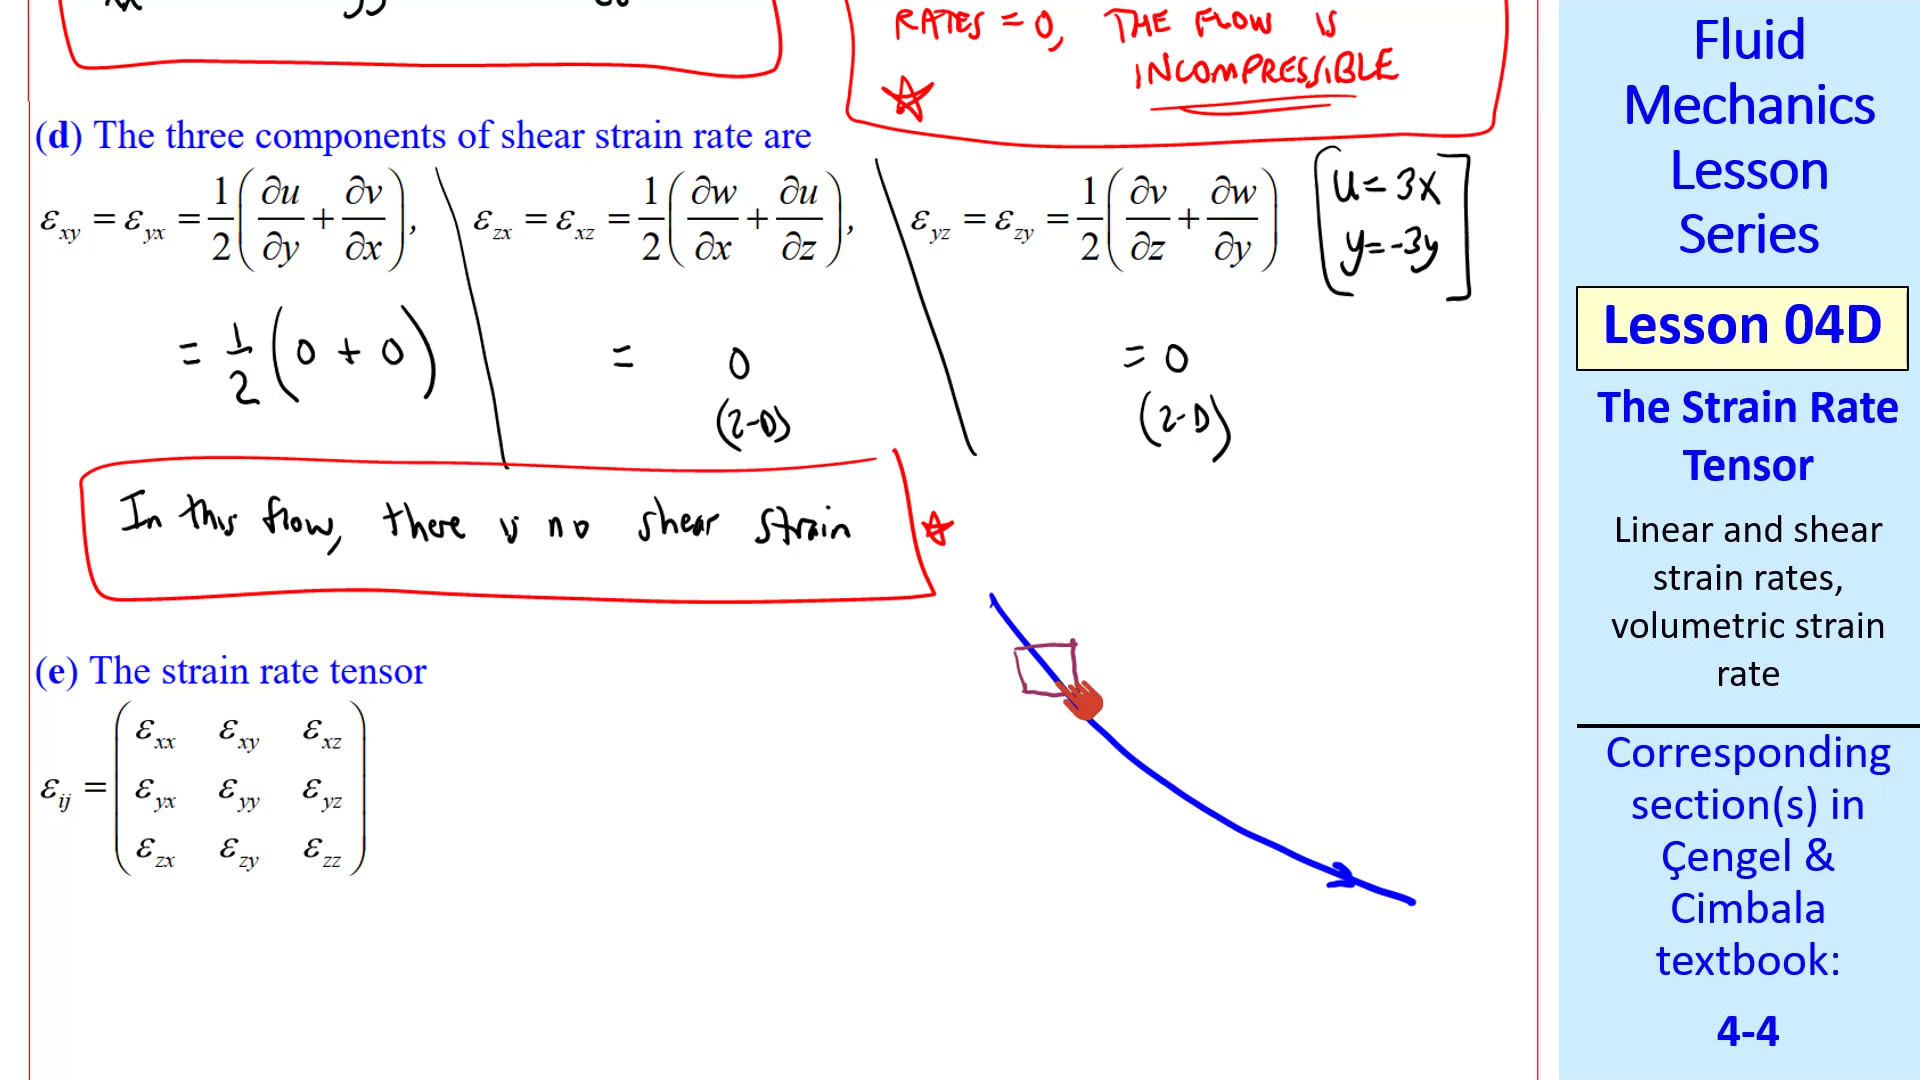 RATES = 0, THE FLOW IS
INCOMPRESSIBLE
(d) The three components of shear strain rate are
ε_xy = ε_yx = 1/2 (∂u/∂y + ∂v/∂x), ε_zx = ε_xz = 1/2 (∂w/∂x + ∂u/∂z), ε_yz = ε_zy = 1/2 (∂v/∂z + ∂w/∂y)
u = 3x
y = -3y
= 1/2 (0 + 0) = 0 = 0
(2-D) (2-D)
In this flow, there is no shear strain
(e) The strain rate tensor
ε_xx ε_xy ε_xz
ε_ij = ε_yx ε_yy ε_yz
ε_zx ε_zy ε_zz
Fluid
Mechanics
Lesson
Series
Lesson 04D
The Strain Rate
Tensor
Linear and shear
strain rates,
volumetric strain
rate
Corresponding
section(s) in
Çengel &
Cimbala
textbook:
4-4